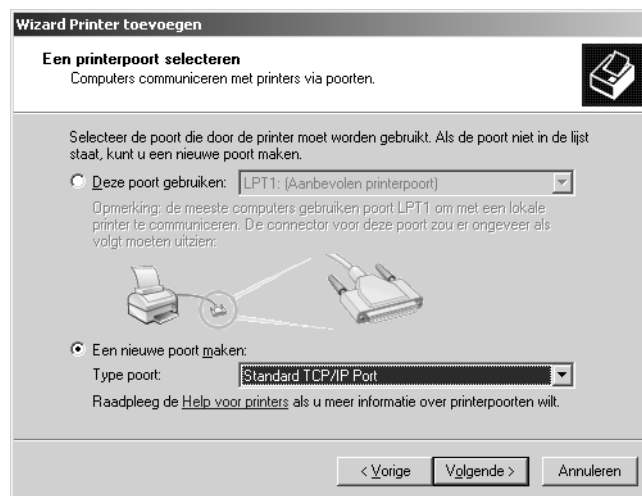 Wizard Printer toevoegen
Een printerpoort selecteren
Computers communiceren met printers via poorten.
Selecteer de poort die door de printer moet worden gebruikt. Als de poort niet in de lijst
staat, kunt u een nieuwe poort maken.
Deze poort gebruiken: LPT1: (Aanbevolen printerpoort)
Opmerking: de meeste computers gebruiken poort LPT1 om met een lokale
printer te communiceren. De connector voor deze poort zou er ongeveer als
volgt moeten uitzien:
Een nieuwe poort maken:
Type poort: Standard TCP/IP Port
Raadpleeg de Help voor printers als u meer informatie over printerpoorten wilt.
< Vorige Volgende > Annuleren